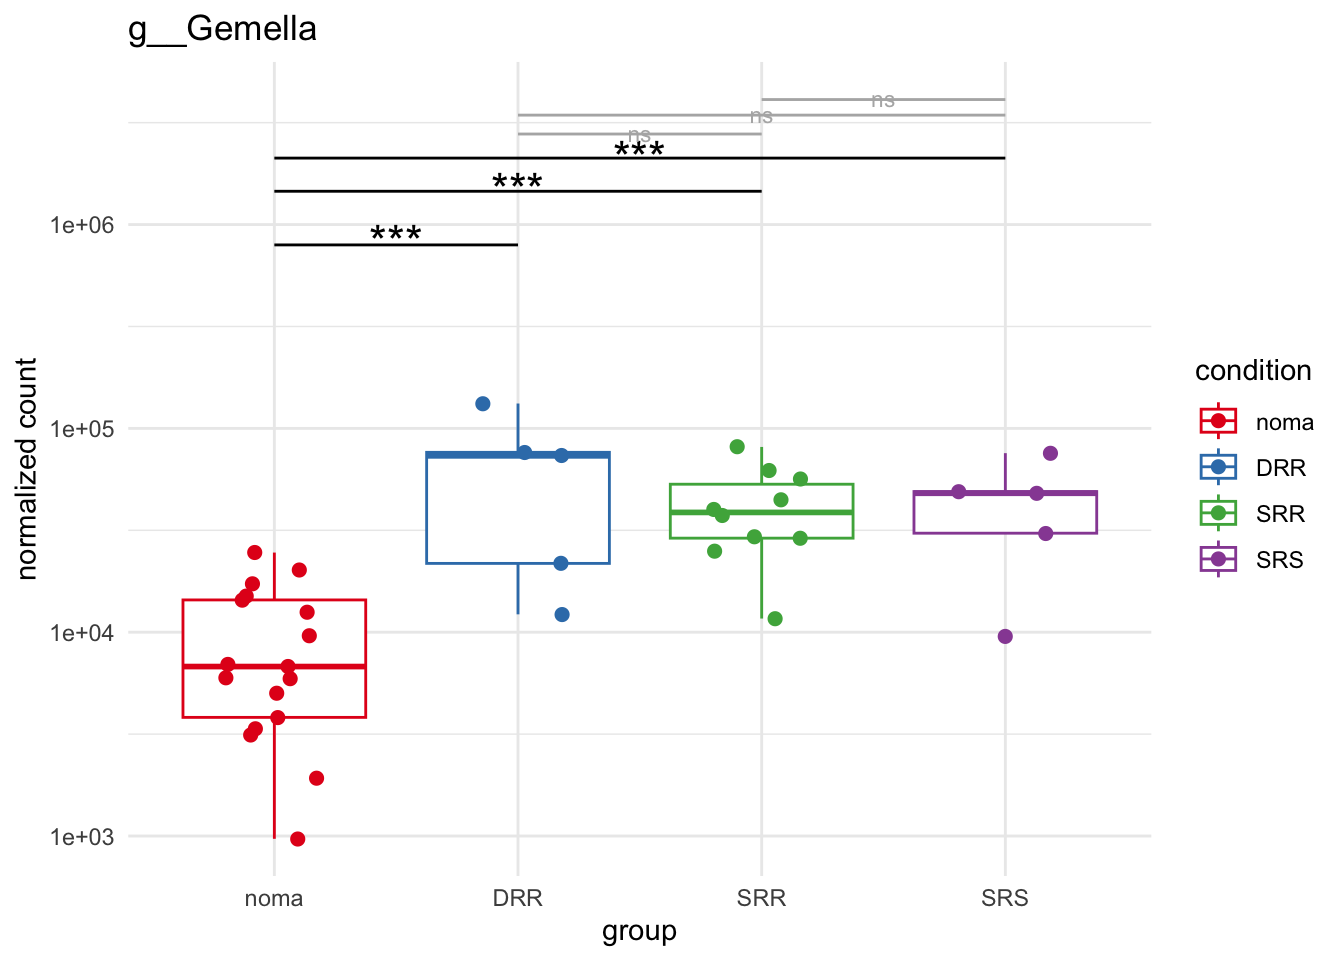 g__Gemella
ns
ns
ns
***
***
***
1e+06
1e+05
1e+04
1e+03
normalized count
noma DRR SRR SRS
group
condition
noma
DRR
SRR
SRS